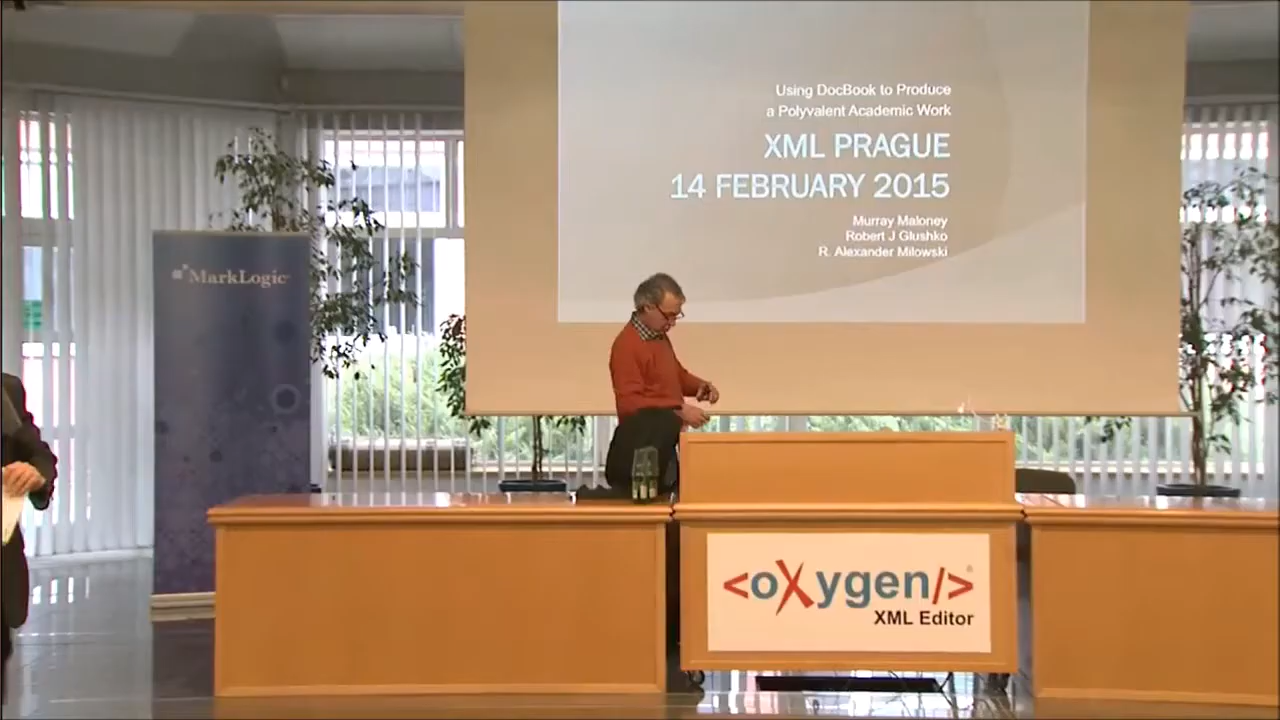 Using DocBook to Produce
a Polyvalent Academic Work
XML PRAGUE
14 FEBRUARY 2015
Murray Maloney
Robert J Glushko
R. Alexander Milowski
MarkLogic
<oXygen/>®
XML Editor